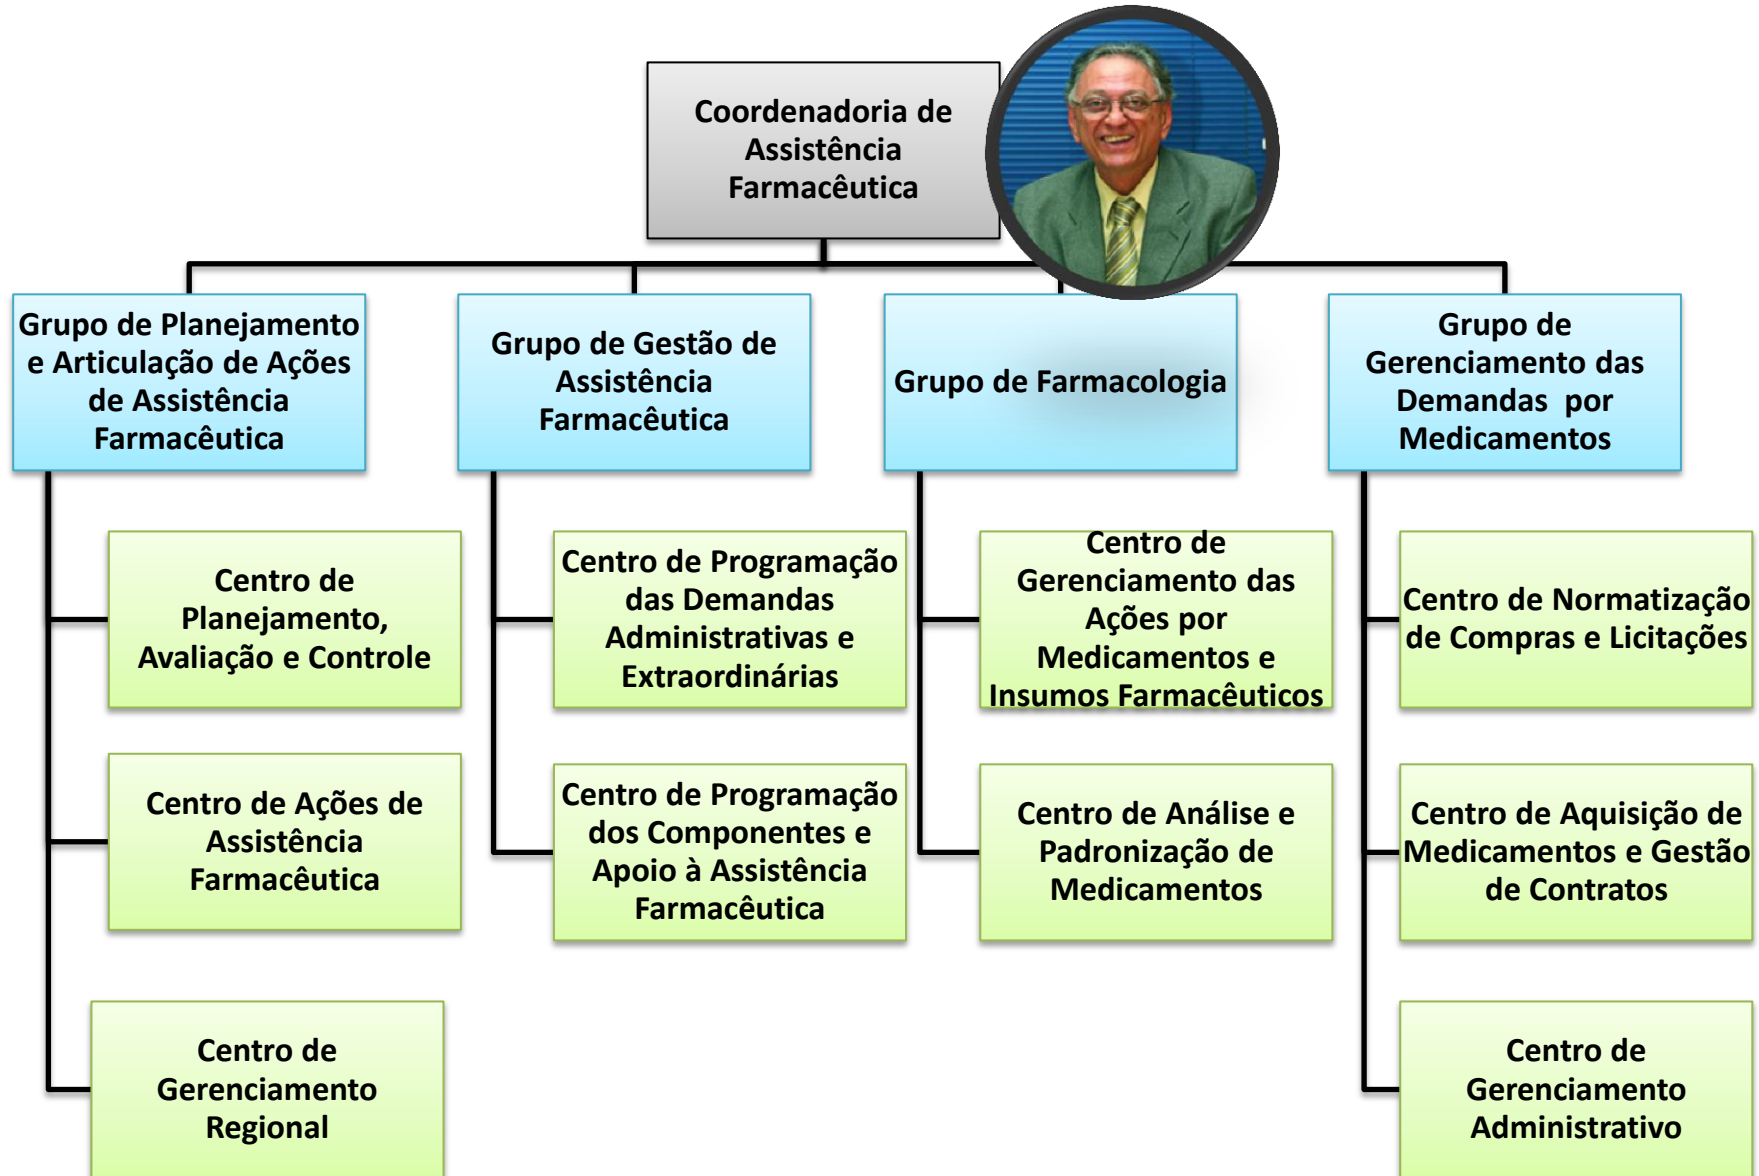 Coordenadoria de
Assistência
Farmacêutica
Grupo de Planejamento
e Articulação de Ações
de Assistência
Farmacêutica
Grupo de Gestão de
Assistência
Farmacêutica
Grupo de Farmacologia
Grupo de
Gerenciamento das
Demandas por
Medicamentos
Centro de
Planejamento,
Avaliação e Controle
Centro de Programação
das Demandas
Administrativas e
Extraordinárias
Centro de
Gerenciamento das
Ações por
Medicamentos e
Insumos Farmacêuticos
Centro de Normatização
de Compras e Licitações
Centro de Ações de
Assistência
Farmacêutica
Centro de Programação
dos Componentes e
Apoio à Assistência
Farmacêutica
Centro de Análise e
Padronização de
Medicamentos
Centro de Aquisição de
Medicamentos e Gestão
de Contratos
Centro de
Gerenciamento
Regional
Centro de
Gerenciamento
Administrativo